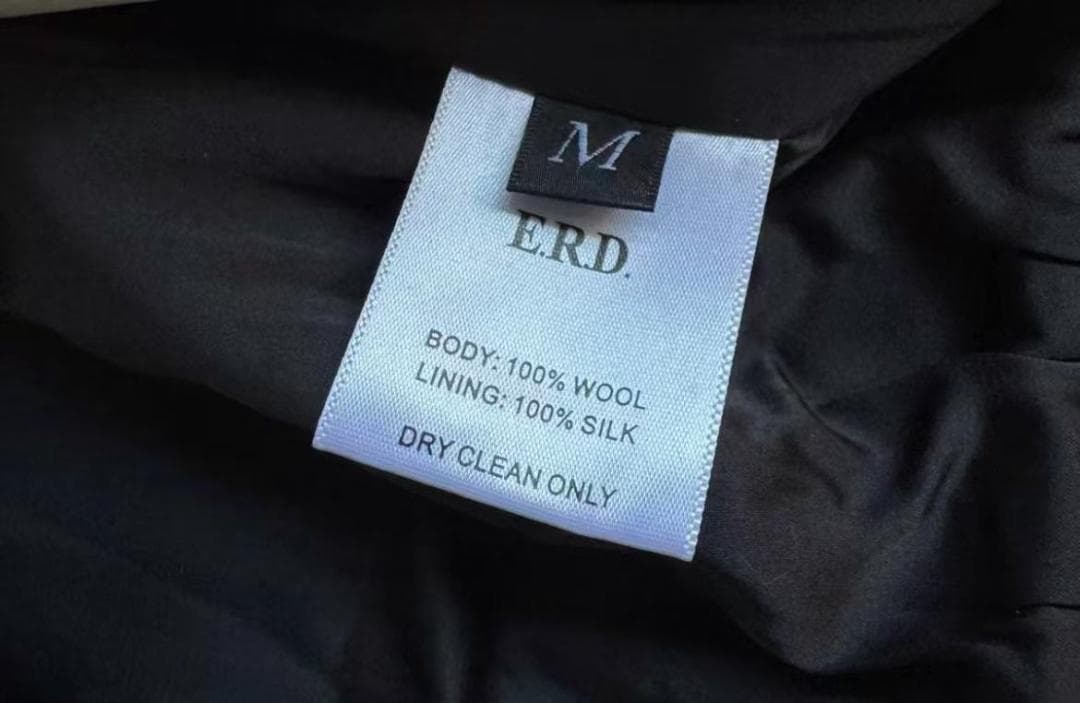 M
E.R.D.
BODY: 100% WOOL
LINING: 100% SILK
DRY CLEAN ONLY